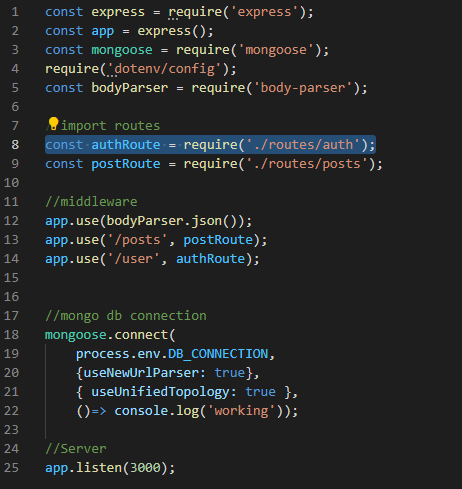 1 const express = require('express');
2 const app = express();
3 const mongoose = require('mongoose');
4 require('dotenv/config');
5 const bodyParser = require('body-parser');
6
7 import routes
8 const authRoute = require('./routes/auth');
9 const postRoute = require('./routes/posts');
10
11 //middleware
12 app.use(bodyParser.json());
13 app.use('/posts', postRoute);
14 app.use('/user', authRoute);
15
16
17 //mongo db connection
18 mongoose.connect(
19 process.env.DB_CONNECTION,
20 {useNewUrlParser: true},
21 { useUnifiedTopology: true },
22 ()=> console.log('working'));
23
24 //Server
25 app.listen(3000);